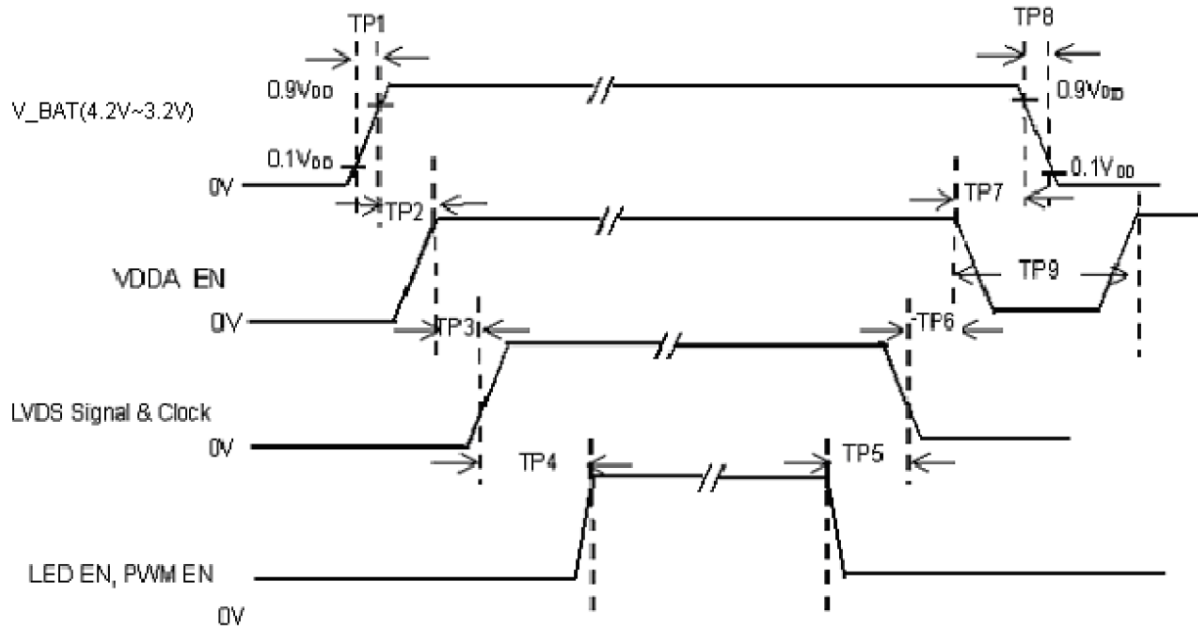 TP1
TP8
0.9VDD
0.9VDD
V_BAT(4.2V~3.2V)
0.1VDD
0.1VDD
0V
TP2
TP7
VDDA EN
TP9
0V
TP3
TP6
LVDS Signal & Clock
0V
TP4
TP5
LED EN, PWM EN
0V